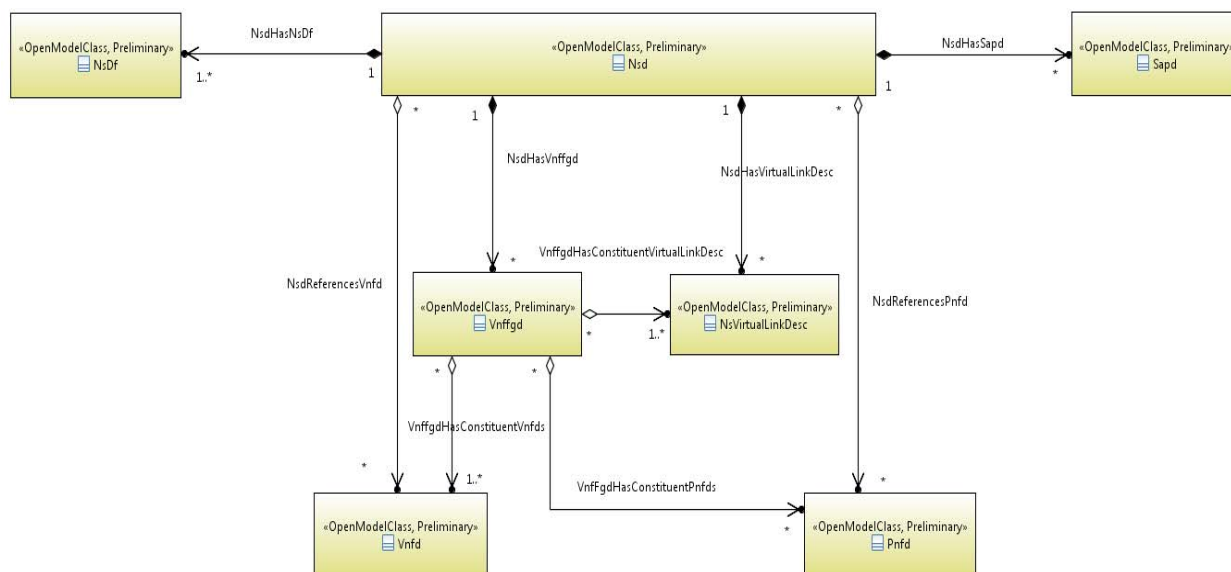 NsdHasNsDf
NsdHasSapd
«OpenModelClass, Preliminary»
NsDf
«OpenModelClass, Preliminary»
Nsd
«OpenModelClass, Preliminary»
Sapd
1..*
1
1
*
*
1
1
*
NsdHasVnffgd
NsdHasVirtualLinkDesc
VnffgdHasConstituentVirtualLinkDesc
*
*
NsdReferencesVnfd
NsdReferencesPnfd
«OpenModelClass, Preliminary»
Vnffgd
«OpenModelClass, Preliminary»
NsVirtualLinkDesc
*
1..*
*
*
VnffgdHasConstituentVnfds
*
1..*
VnfFgdHasConstituentPnfds
*
*
«OpenModelClass, Preliminary»
Vnfd
«OpenModelClass, Preliminary»
Pnfd